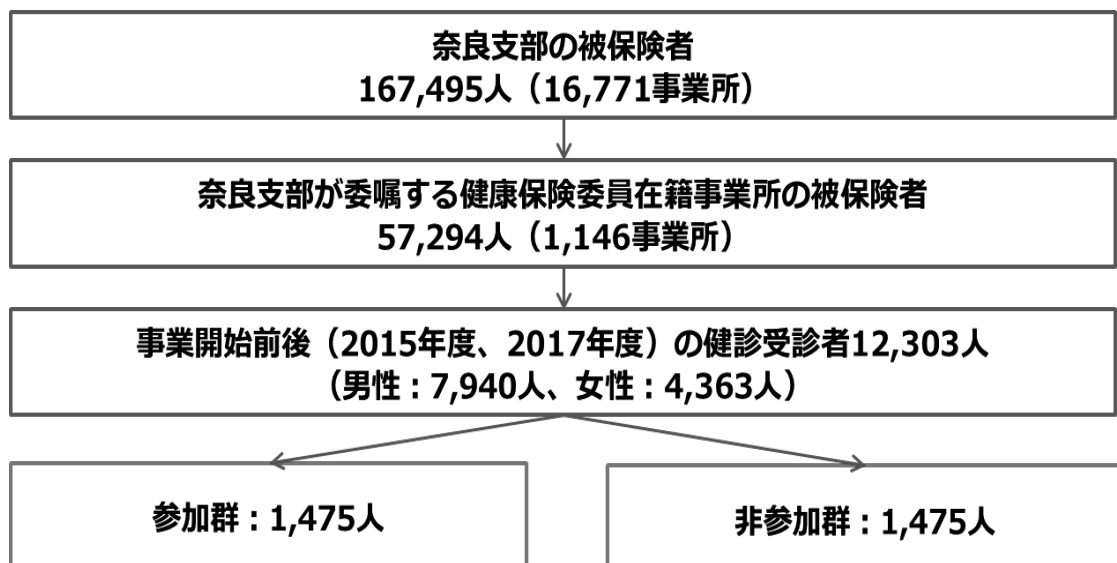 奈良支部の被保険者
167,495人（16,771事業所）
奈良支部が委嘱する健康保険委員在籍事業所の被保険者
57,294人（1,146事業所）
事業開始前後（2015年度、2017年度）の健診受診者12,303人
（男性：7,940人、女性：4,363人）
参加群：1,475人
非参加群：1,475人